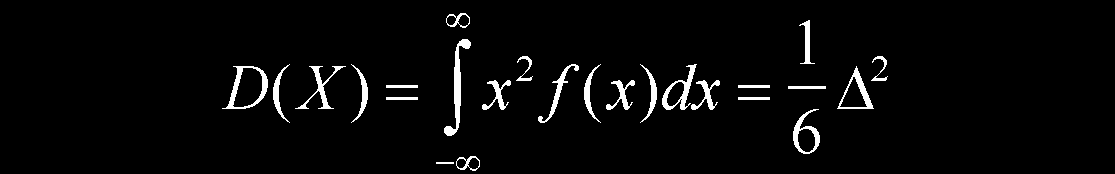 D(X) = ∫_{-∞}^{∞} x² f(x)dx = 1/6 Δ²